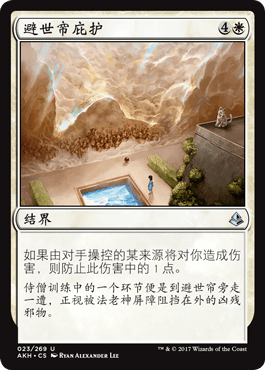 避世帘庇护 4
结界
如果由对手操控的某来源将对你造成伤
害,则防止此伤害中的1点。
侍僧训练中的一个环节便是到避世帘旁走
一遭,正视被法老神屏障阻挡在外的凶残
邪物。
023/269 U
AKH • CS RYAN ALEXANDER LEE
™ & © 2017 Wizards of the Coast